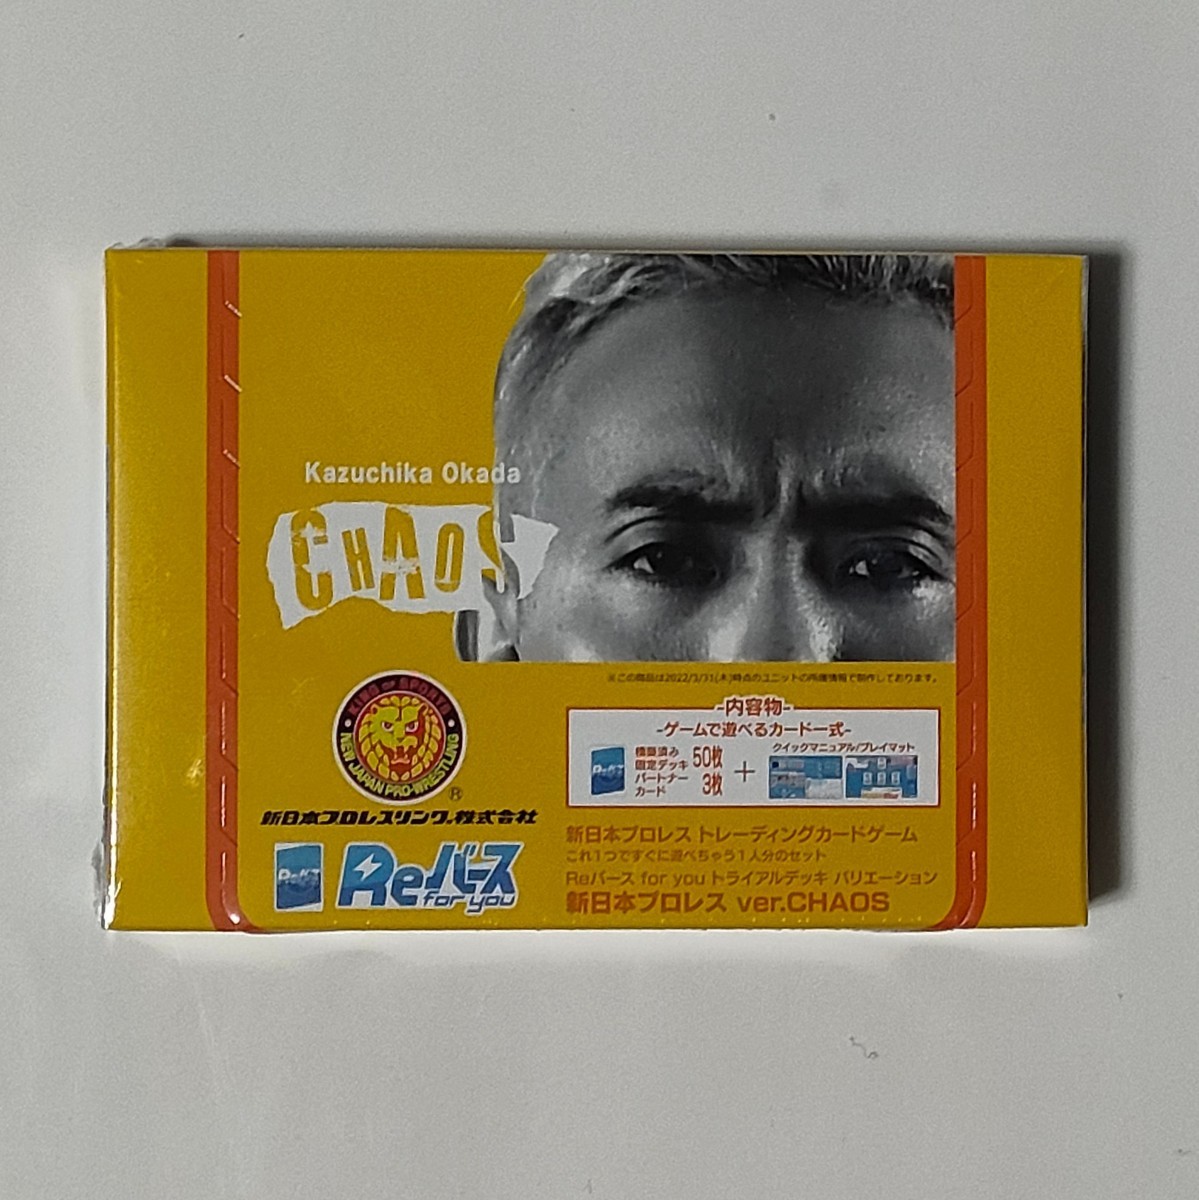 Kazuchika Okada
CHAOS
※この商品は2022/3/31(木)時点のユニットの所属情報で制作しております。
-内容物-
-ゲームで遊べるカード一式-
構築済み
固定デッキ 50枚
パートナー
カード 3枚
+
クイックマニュアル/プレイマット
KING OF SPORTS
NEW JAPAN PRO-WRESTLING
®
新日本プロレスリング®株式会社
Reバース
for you
新日本プロレス トレーディングカードゲーム
これ1つですぐに遊べちゃう1人分のセット
Reバース for you トライアルデッキ バリエーション
新日本プロレス ver.CHAOS